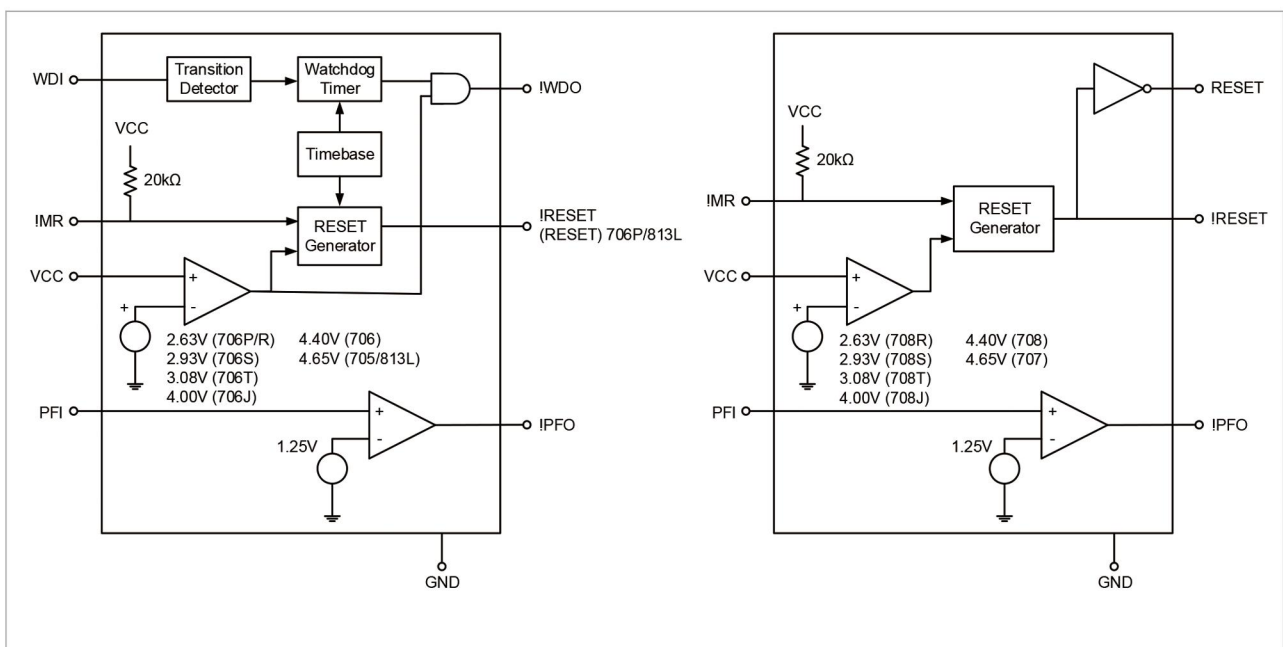 WDI
Transition
Detector
Watchdog
Timer
!WDO
VCC
20kΩ
Timebase
!MR
RESET
Generator
!RESET
(RESET) 706P/813L
VCC
+
-
+
2.63V (706P/R)
2.93V (706S)
3.08V (706T)
4.00V (706J)
4.40V (706)
4.65V (705/813L)
PFI
+
-
1.25V
!PFO
GND
RESET
VCC
20kΩ
!MR
RESET
Generator
!RESET
VCC
+
-
+
2.63V (708R)
2.93V (708S)
3.08V (708T)
4.00V (708J)
4.40V (708)
4.65V (707)
PFI
+
-
1.25V
!PFO
GND